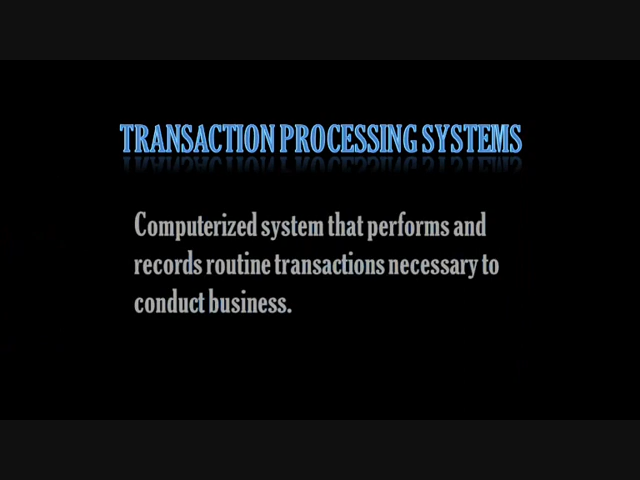 TRANSACTION PROCESSING SYSTEMS
Computerized system that performs and
records routine transactions necessary to
conduct business.